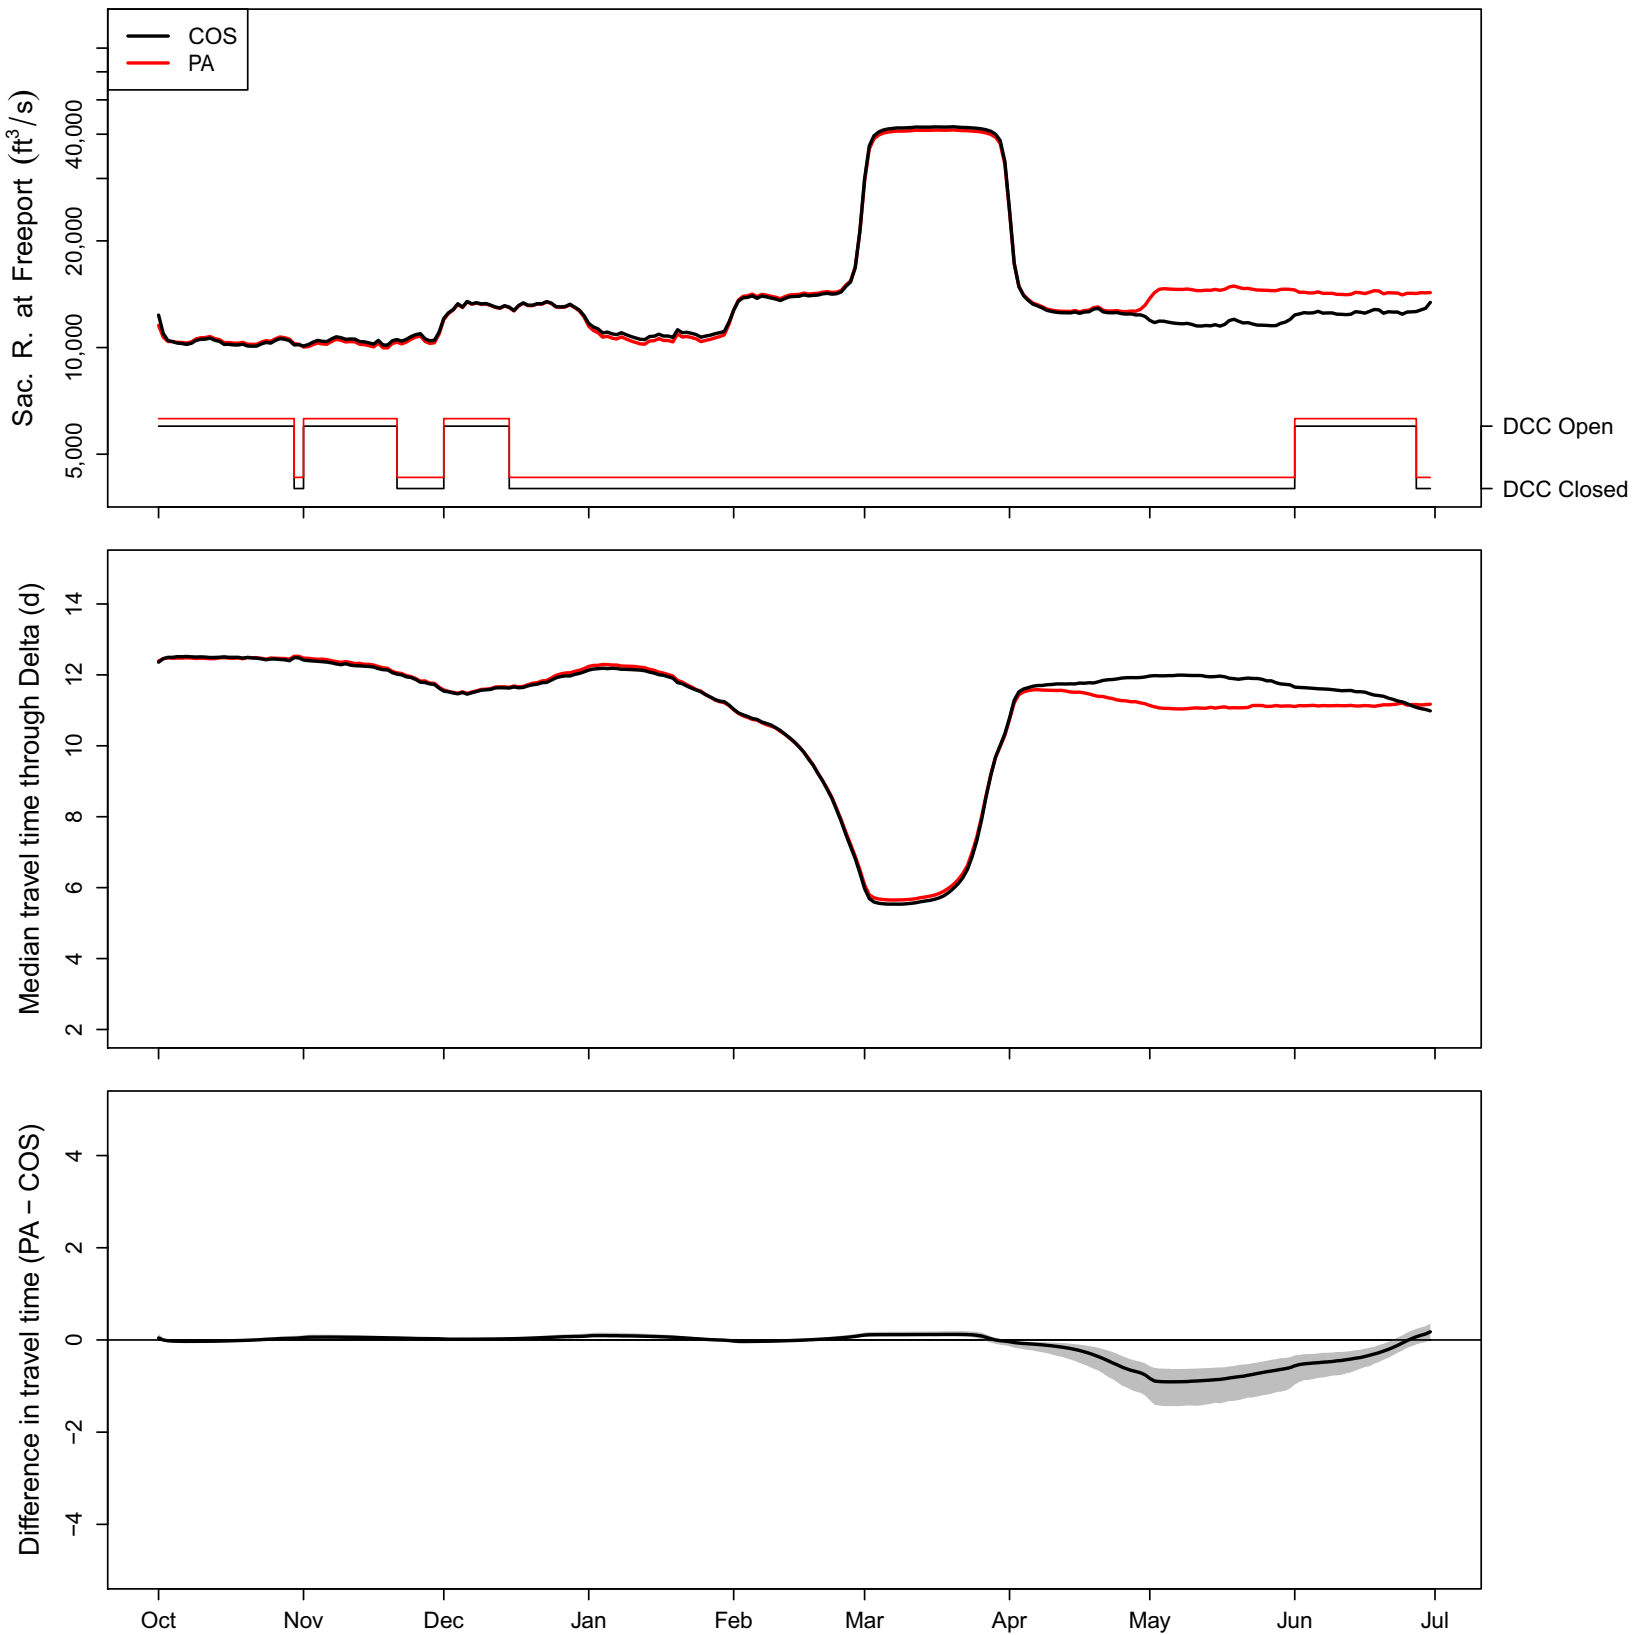 COS
PA
Sac. R. at Freeport (ft³/s)
40,000
20,000
10,000
5,000
DCC Open
DCC Closed
Median travel time through Delta (d)
14
12
10
8
6
4
2
Difference in travel time (PA − COS)
4
2
0
−2
−4
Oct Nov Dec Jan Feb Mar Apr May Jun Jul